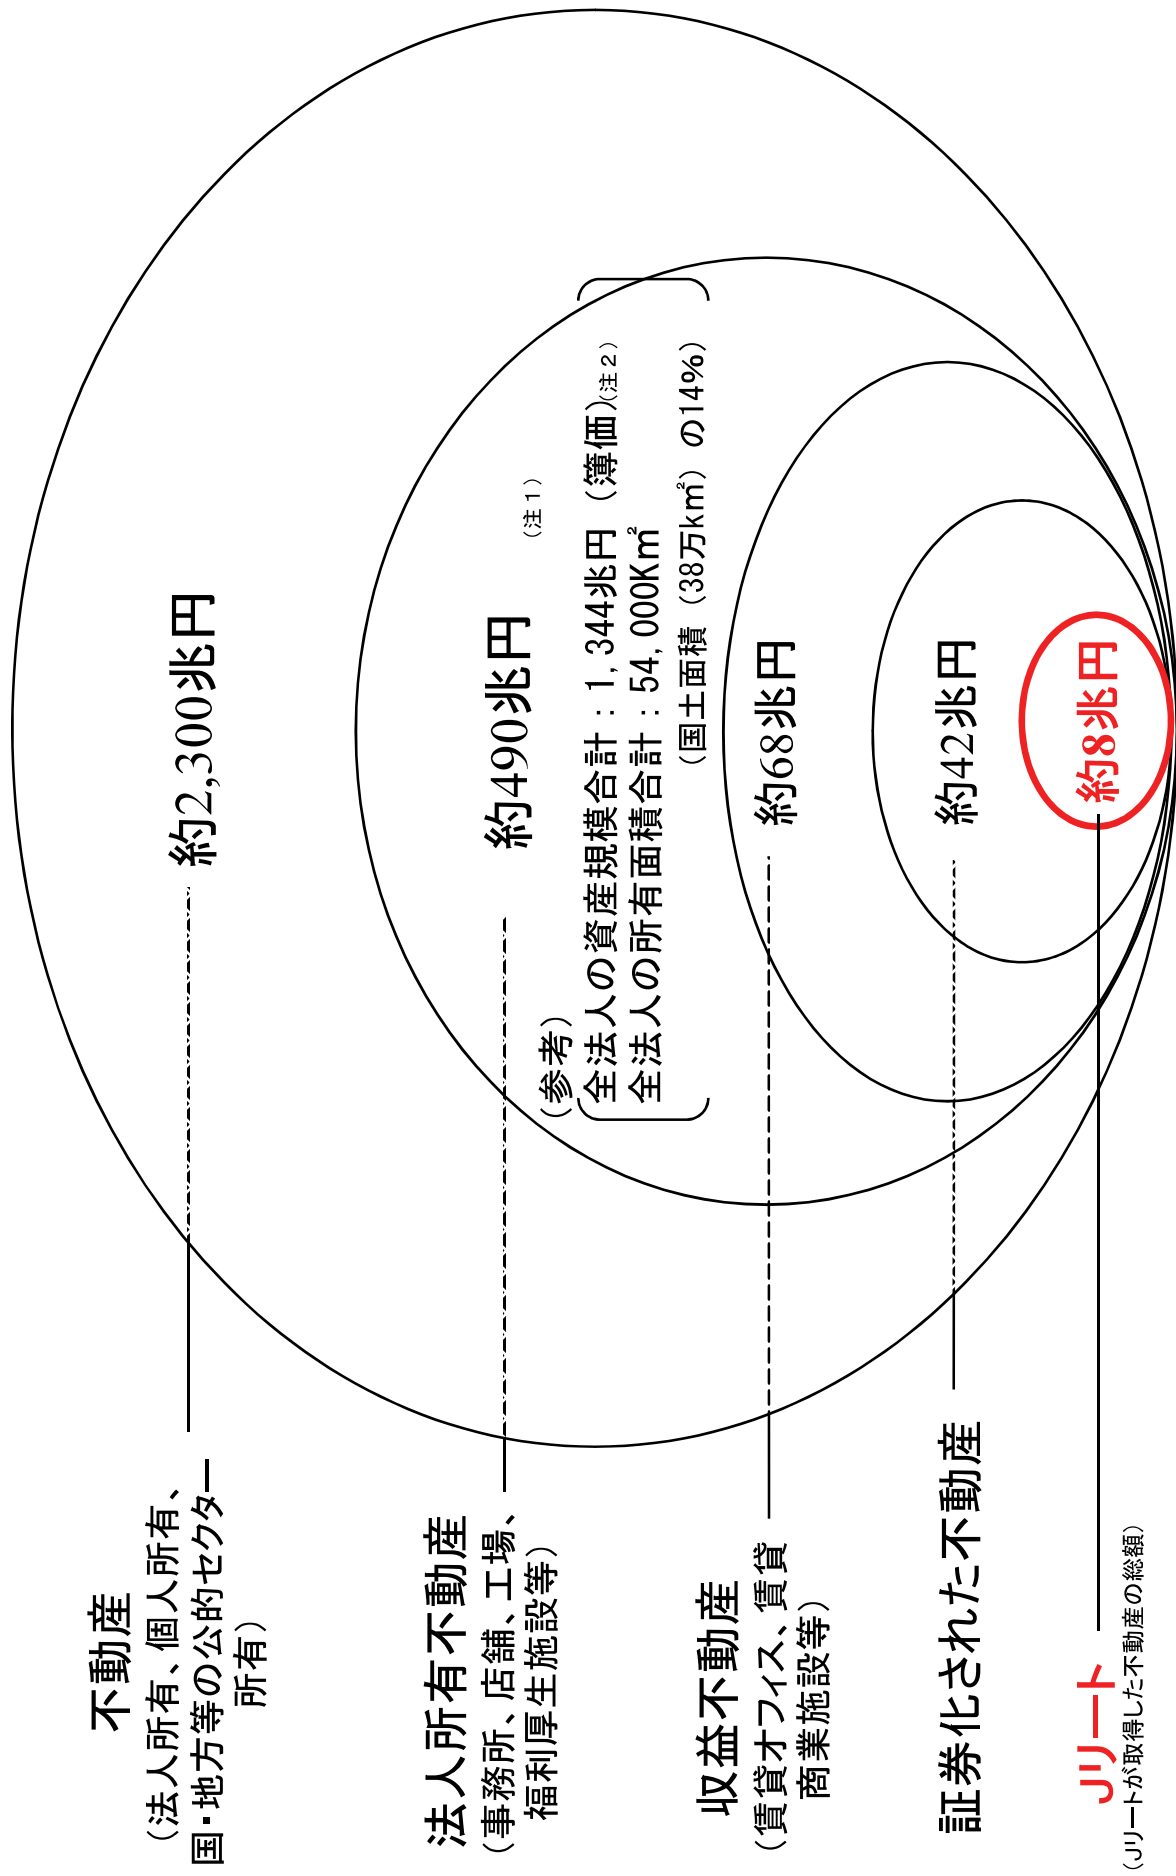 不動産
（法人所有、個人所有、
国・地方等の公的セクター
所有）
約2,300兆円
法人所有不動産
（事務所、店舗、工場、
福利厚生施設等）
約490兆円
（注１）
（参考）
全法人の資産規模合計：1,344兆円（簿価）（注２）
全法人の所有面積合計：54,000Km²
（国土面積（38万km²）の14%）
収益不動産
（賃貸オフィス、賃貸
商業施設等）
約68兆円
証券化された不動産
約42兆円
Jリート
（Jリートが取得した不動産の総額）
約8兆円